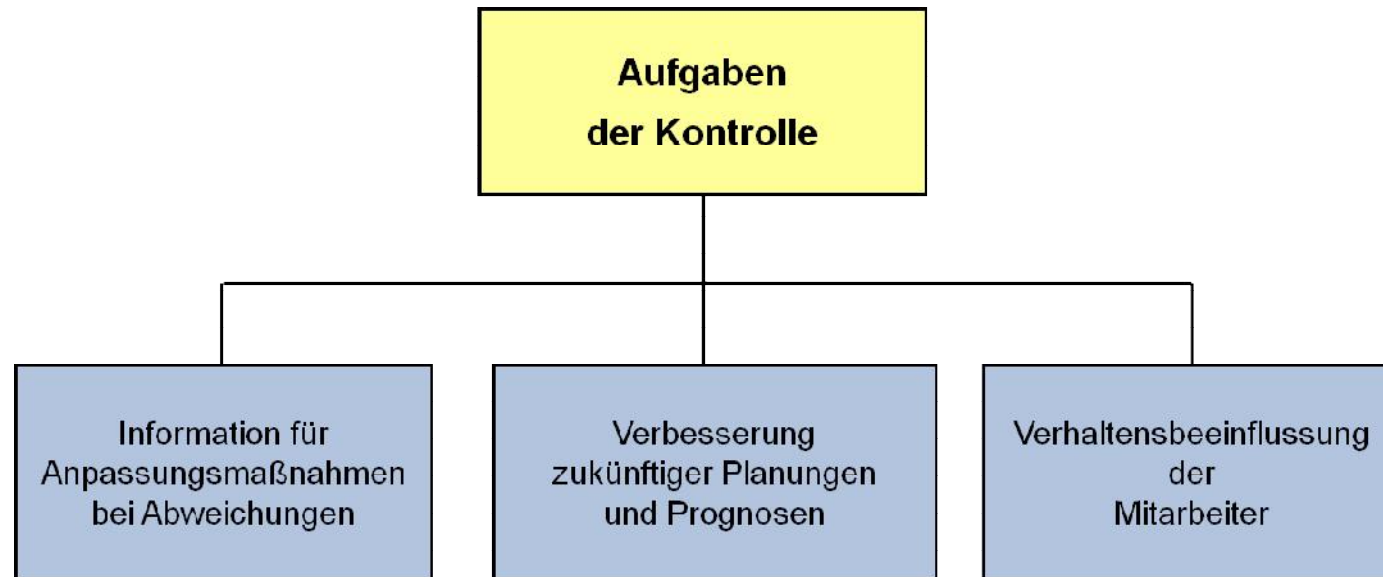 Aufgaben
der Kontrolle
Information für
Anpassungsmaßnahmen
bei Abweichungen
Verbesserung
zukünftiger Planungen
und Prognosen
Verhaltensbeeinflussung
der
Mitarbeiter